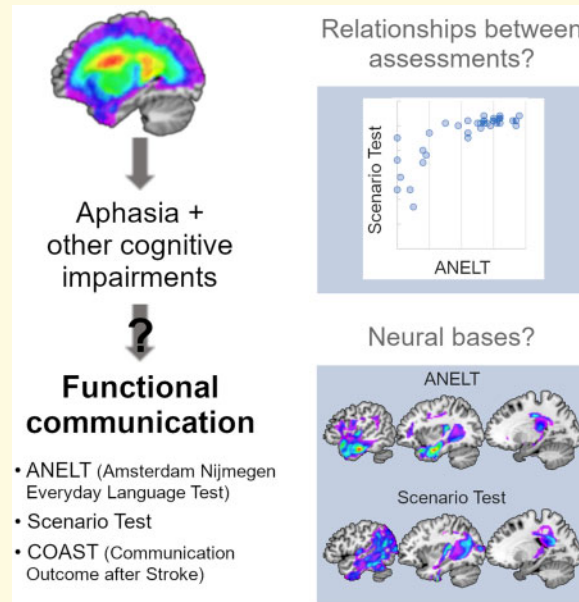 Aphasia +
other cognitive
impairments
?
Functional
communication
• ANELT (Amsterdam Nijmegen
Everyday Language Test)
• Scenario Test
• COAST (Communication
Outcome after Stroke)
Relationships between
assessments?
Scenario Test
ANELT
Neural bases?
ANELT
Scenario Test